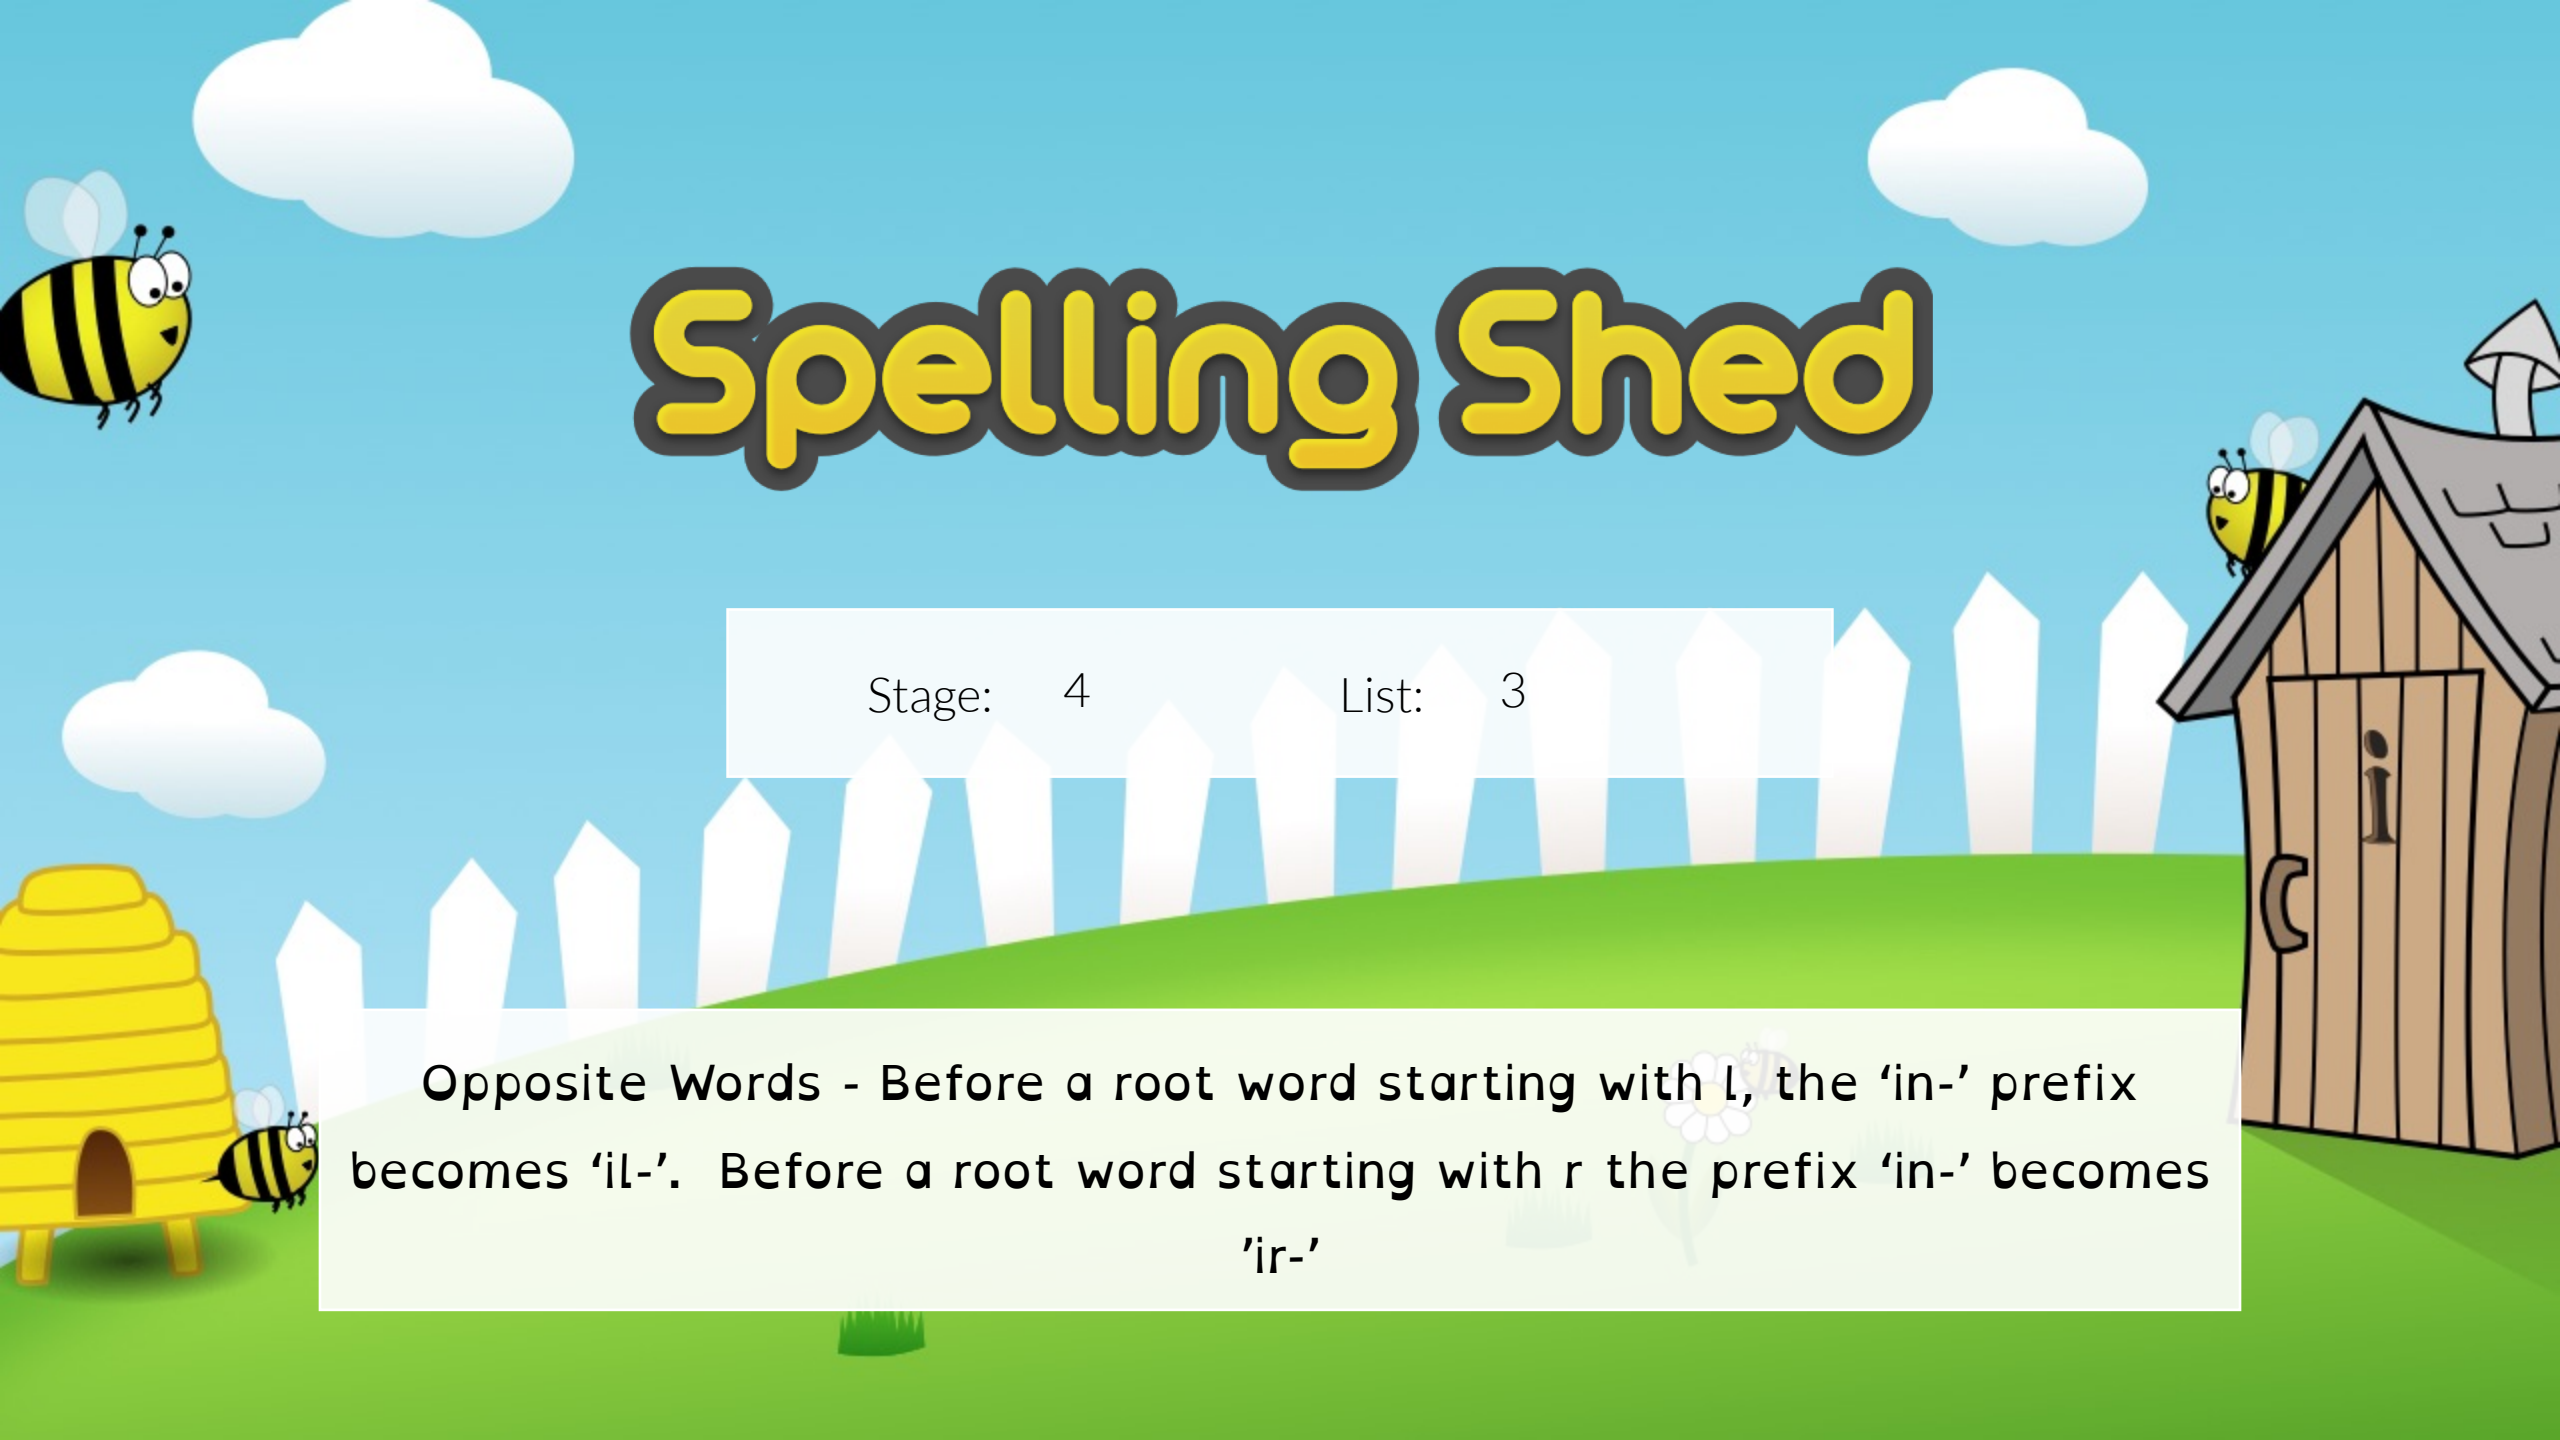 Spelling Shed
Stage: 4 List: 3
i
Opposite Words - Before a root word starting with l, the ‘in-’ prefix
becomes ‘il-’.  Before a root word starting with r the prefix ‘in-’ becomes
’ir-’